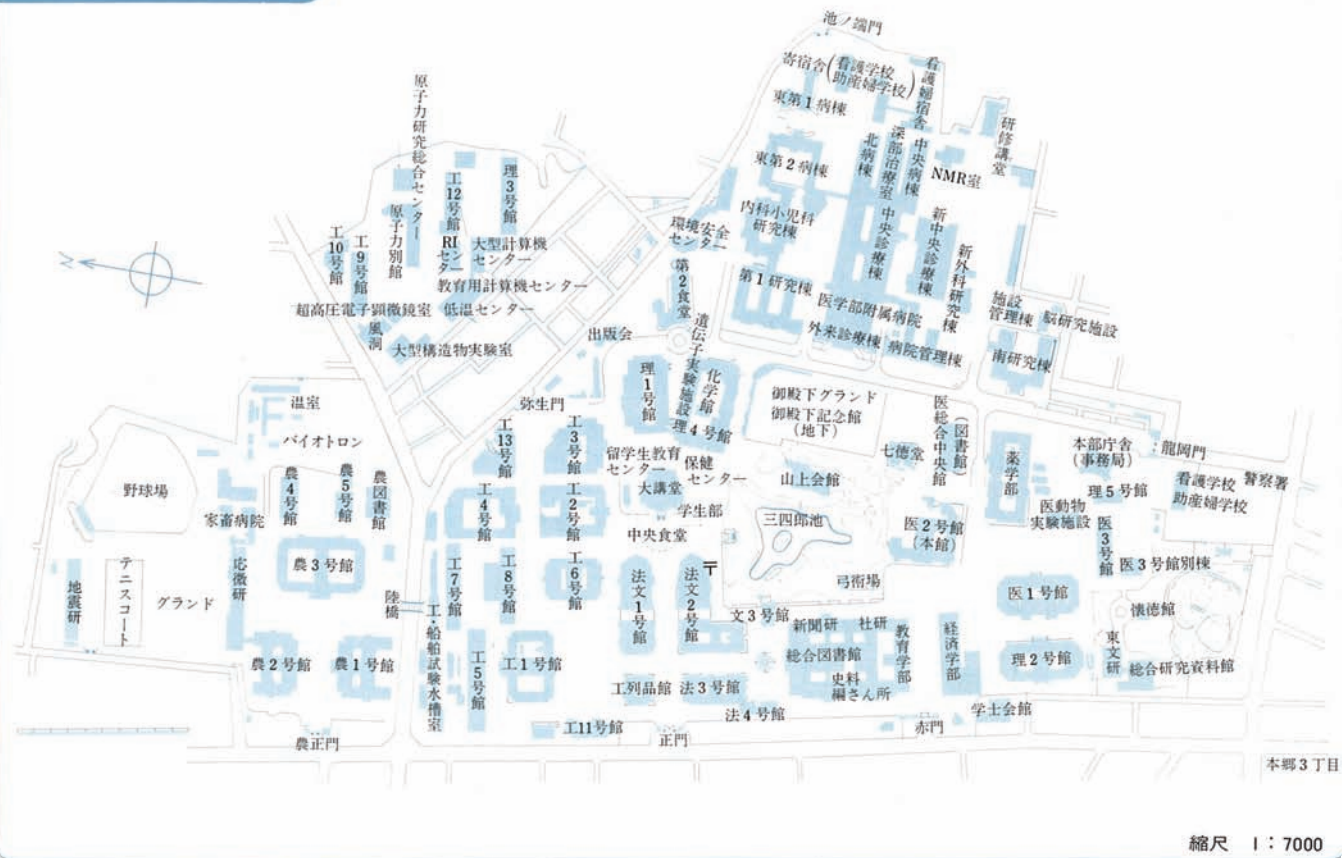 池ノ端門
寄宿舎(看護学校
助産婦学校)
看護婦宿舎
東第1病棟
研修講堂
原子力研究総合センター
東第2病棟
北病棟
深部治療室
中央病棟
NMR室
理3号館
工12号館
原子力別館
内科小児科
研究棟
環境安全
センター
中央診療棟
新中央診療棟
新外科研究棟
工10号館
工9号館
RI
センター
大型計算機
センター
教育用計算機センター
第2食堂
第1研究棟
医学部附属病院
施設
管理棟
脳研究施設
超高圧電子顕微鏡室
低温センター
風洞
大型構造物実験室
出版会
遺伝子実験施設
外来診療棟
病院管理棟
南研究棟
理1号館
化学館
理4号館
御殿下グランド
御殿下記念館
(地下)
医総合中央館
(図書館)
温室
弥生門
バイオトロン
工13号館
工3号館
留学生教育
センター
保健
センター
七徳堂
薬学部
本部庁舎
(事務局)
龍岡門
野球場
農4号館
農5号館
農図書館
大講堂
山上会館
理5号館
看護学校
助産婦学校
警察署
家畜病院
工4号館
工2号館
学生部
三四郎池
医2号館
(本館)
医動物
実験施設
中央食堂
医3号館
地震研
テニスコート
グランド
応微研
農3号館
陸橋
工7号館
工8号館
工6号館
法文1号館
法文2号館
〒
弓術場
医3号館別棟
医1号館
懐徳館
文3号館
新聞研
社研
教育学部
経済学部
農2号館
農1号館
工・船舶試験水槽室
工5号館
工1号館
総合図書館
理2号館
東文研
総合研究資料館
工列品館
法3号館
史料
編さん所
法4号館
学士会館
農正門
工11号館
正門
赤門
本郷3丁目
縮尺 1:7000